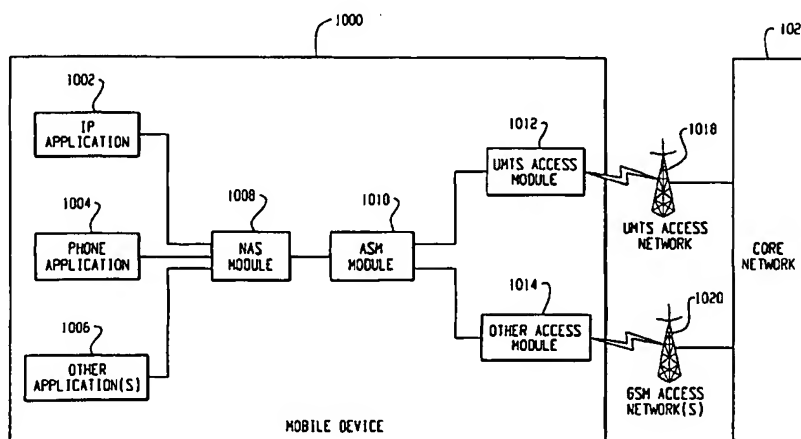 1000
1002
IP
APPLICATION
1004
PHONE
APPLICATION
1006
OTHER
APPLICATION(S)
1008
NAS
MODULE
1010
ASM
MODULE
1012
UMTS ACCESS
MODULE
1014
OTHER ACCESS
MODULE
MOBILE DEVICE
1018
UMTS ACCESS
NETWORK
1020
GSM ACCESS
NETWORK(S)
CORE
NETWORK